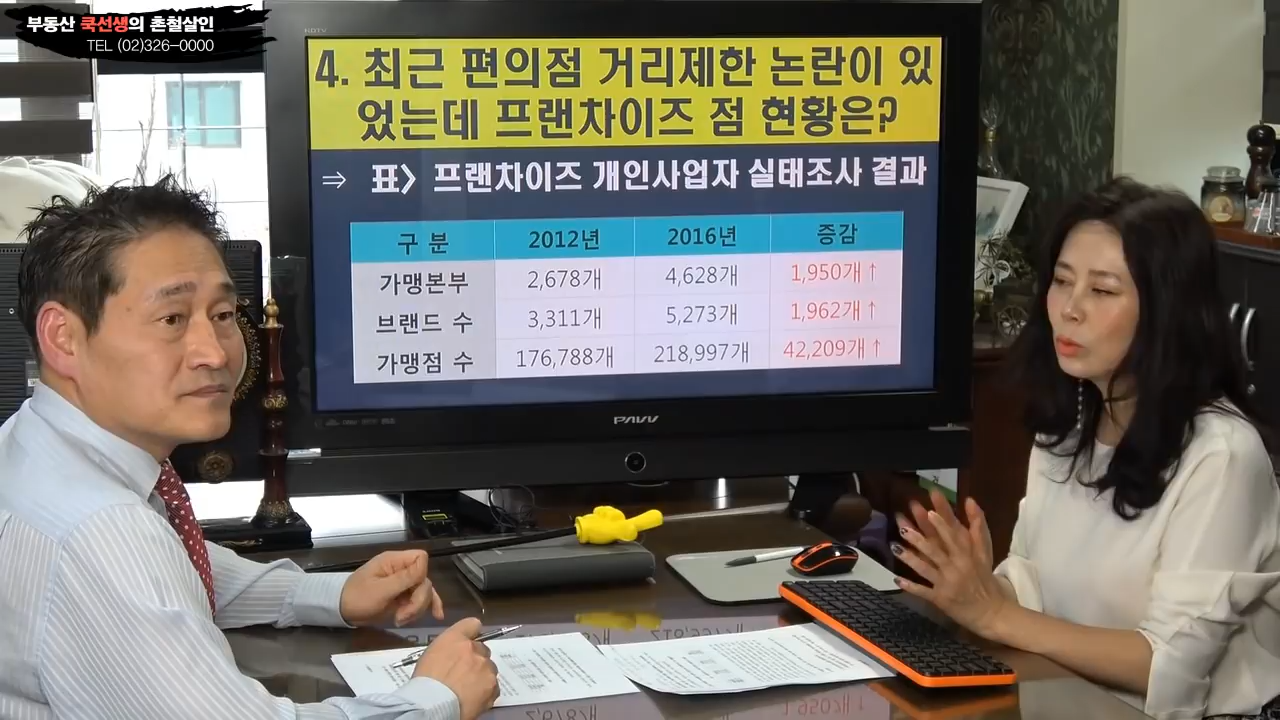 부동산 쿡선생의 촌철살인
TEL (02)326-0000
4. 최근 편의점 거리제한 논란이 있
었는데 프랜차이즈 점 현황은?
⇒ 표> 프랜차이즈 개인사업자 실태조사 결과
구 분 2012년 2016년 증감
가맹본부 2,678개 4,628개 1,950개↑
브랜드 수 3,311개 5,273개 1,962개↑
가맹점 수 176,788개 218,997개 42,209개↑
PAVV